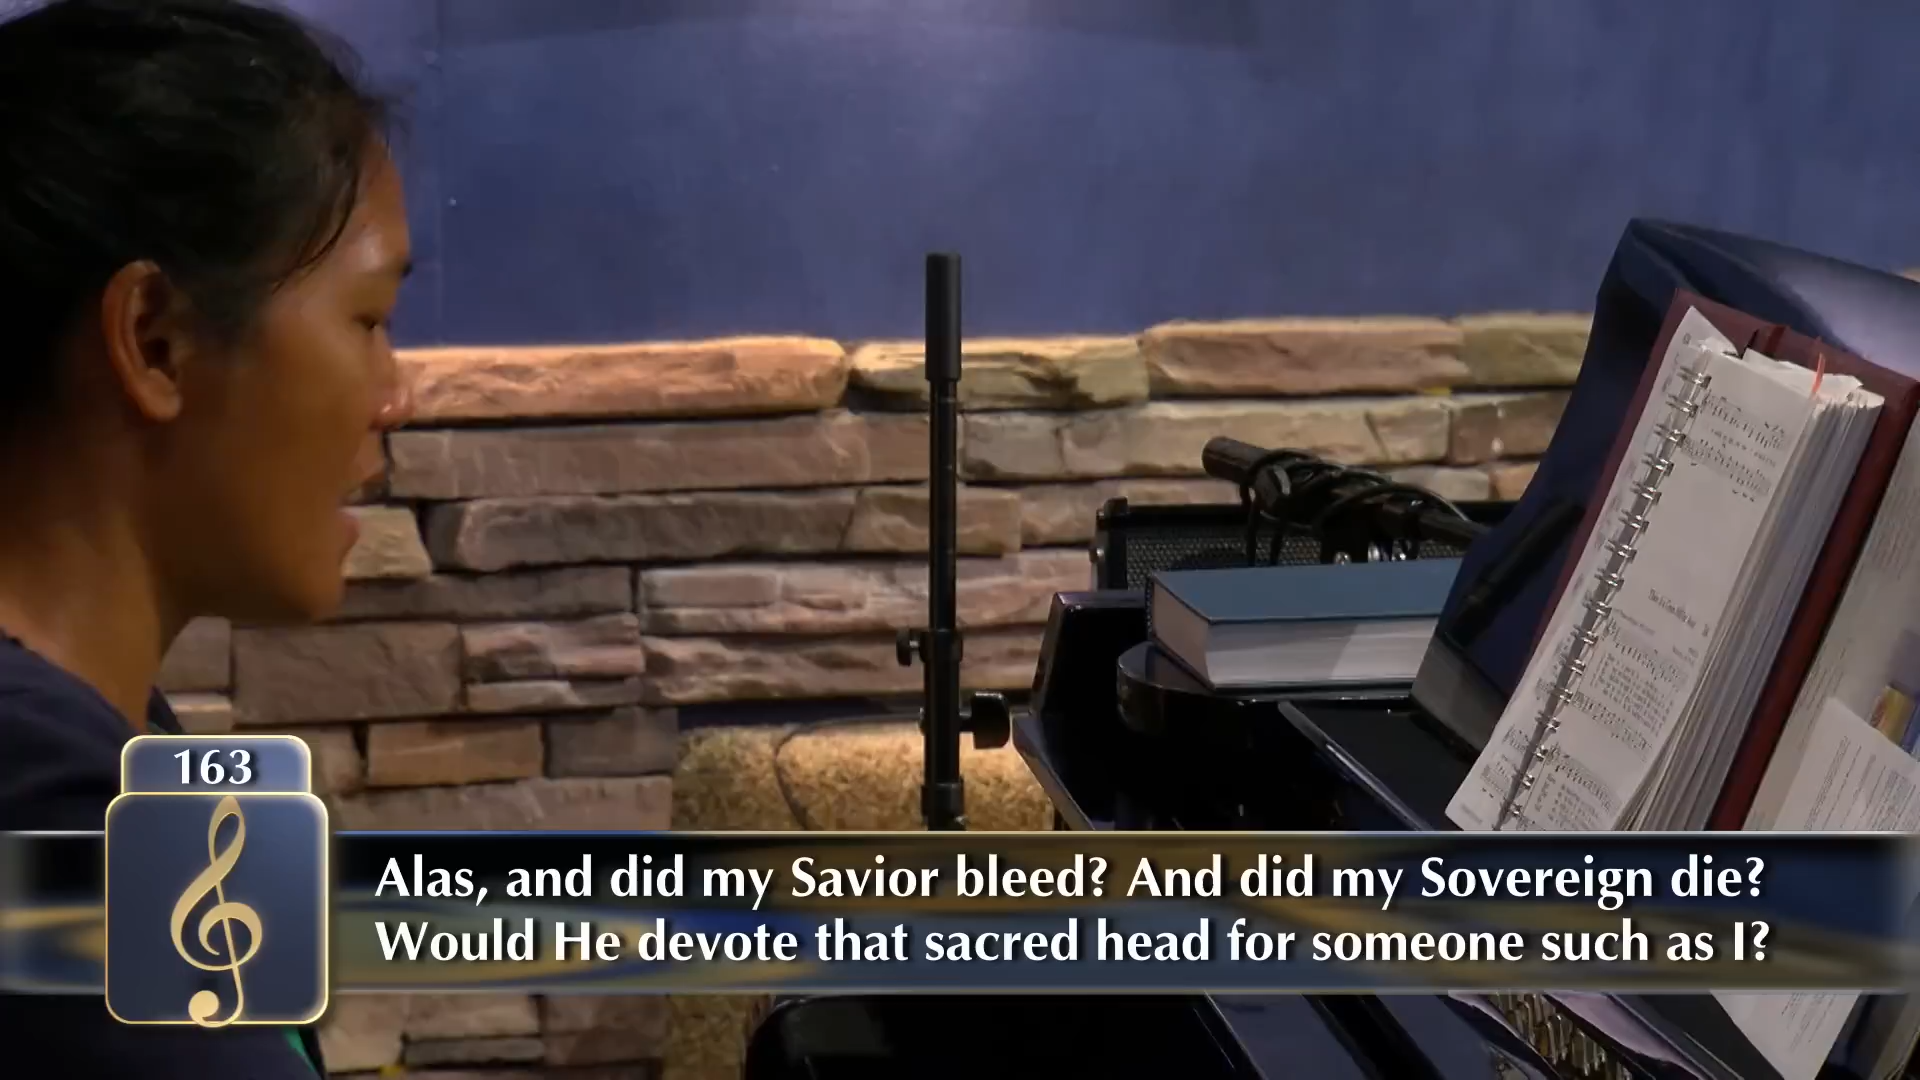 163
Alas, and did my Savior bleed? And did my Sovereign die?
Would He devote that sacred head for someone such as I?